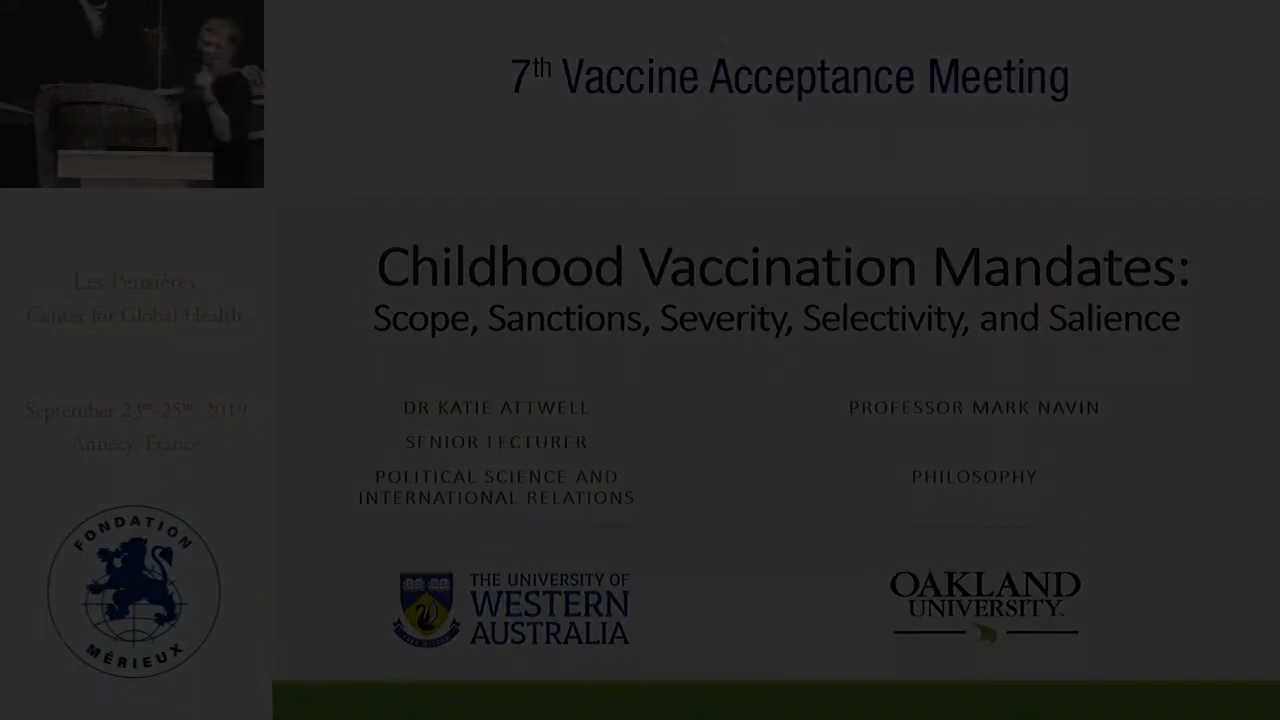 7th Vaccine Acceptance Meeting
Les Pensières
Center for Global Health
September 23rd-25th, 2019
Annecy, France
FONDATION
MÉRIEUX
Childhood Vaccination Mandates:
Scope, Sanctions, Severity, Selectivity, and Salience
DR KATIE ATTWELL
SENIOR LECTURER
POLITICAL SCIENCE AND
INTERNATIONAL RELATIONS
THE UNIVERSITY OF
WESTERN
AUSTRALIA
PROFESSOR MARK NAVIN
PHILOSOPHY
OAKLAND
UNIVERSITY